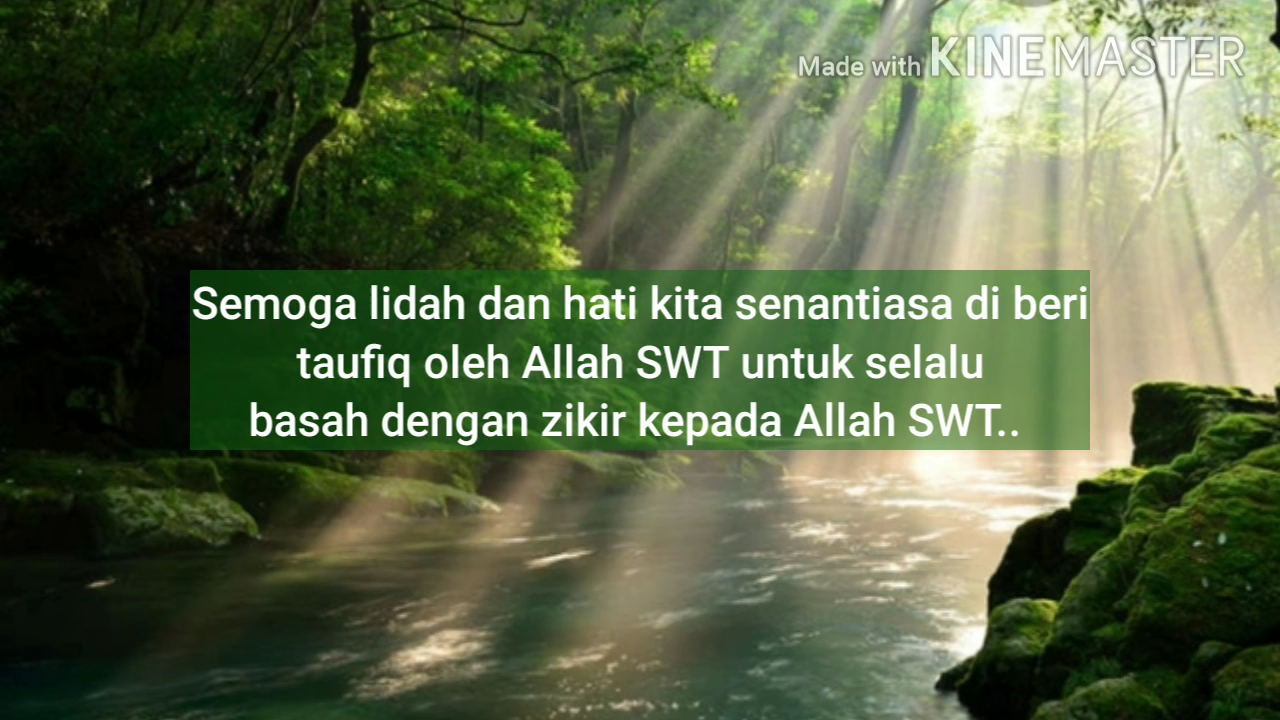 Made with KINEMASTER
Semoga lidah dan hati kita senantiasa di beri
taufiq oleh Allah SWT untuk selalu
basah dengan zikir kepada Allah SWT..